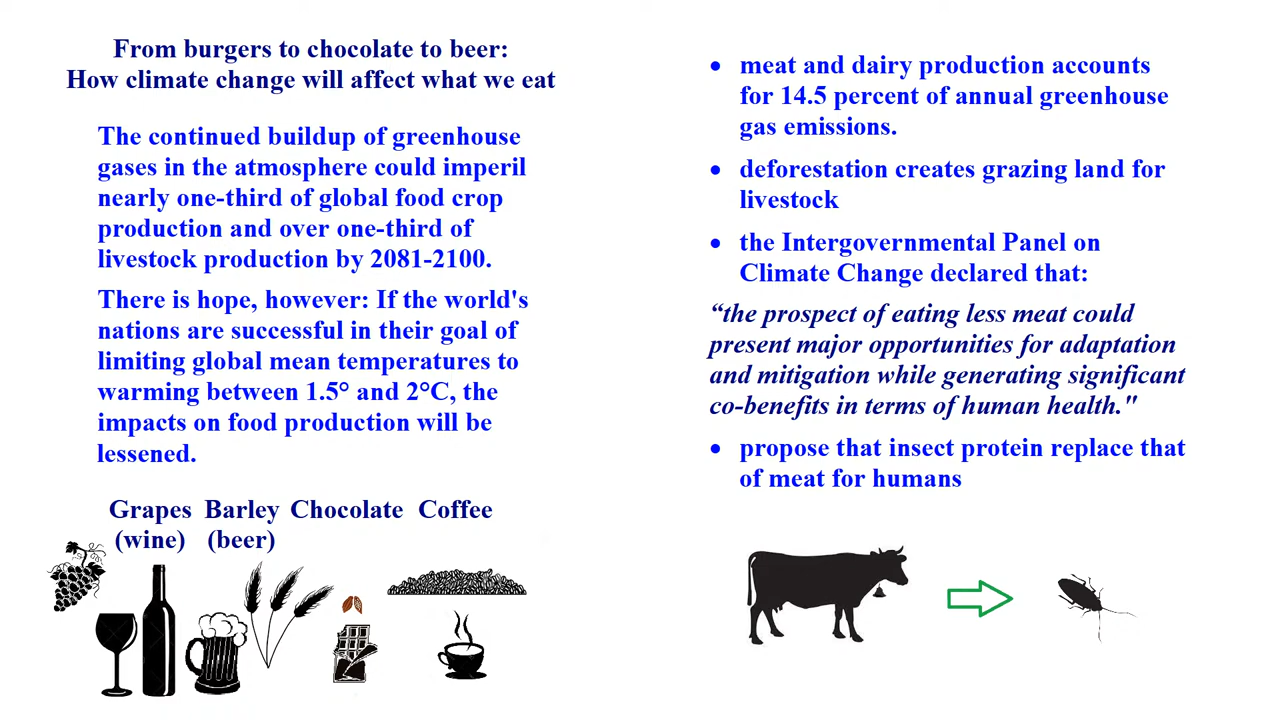 From burgers to chocolate to beer:
How climate change will affect what we eat
The continued buildup of greenhouse
gases in the atmosphere could imperil
nearly one-third of global food crop
production and over one-third of
livestock production by 2081-2100.
There is hope, however: If the world's
nations are successful in their goal of
limiting global mean temperatures to
warming between 1.5° and 2°C, the
impacts on food production will be
lessened.
Grapes Barley Chocolate Coffee
(wine) (beer)
• meat and dairy production accounts
for 14.5 percent of annual greenhouse
gas emissions.
• deforestation creates grazing land for
livestock
• the Intergovernmental Panel on
Climate Change declared that:
“the prospect of eating less meat could
present major opportunities for adaptation
and mitigation while generating significant
co-benefits in terms of human health."
• propose that insect protein replace that
of meat for humans